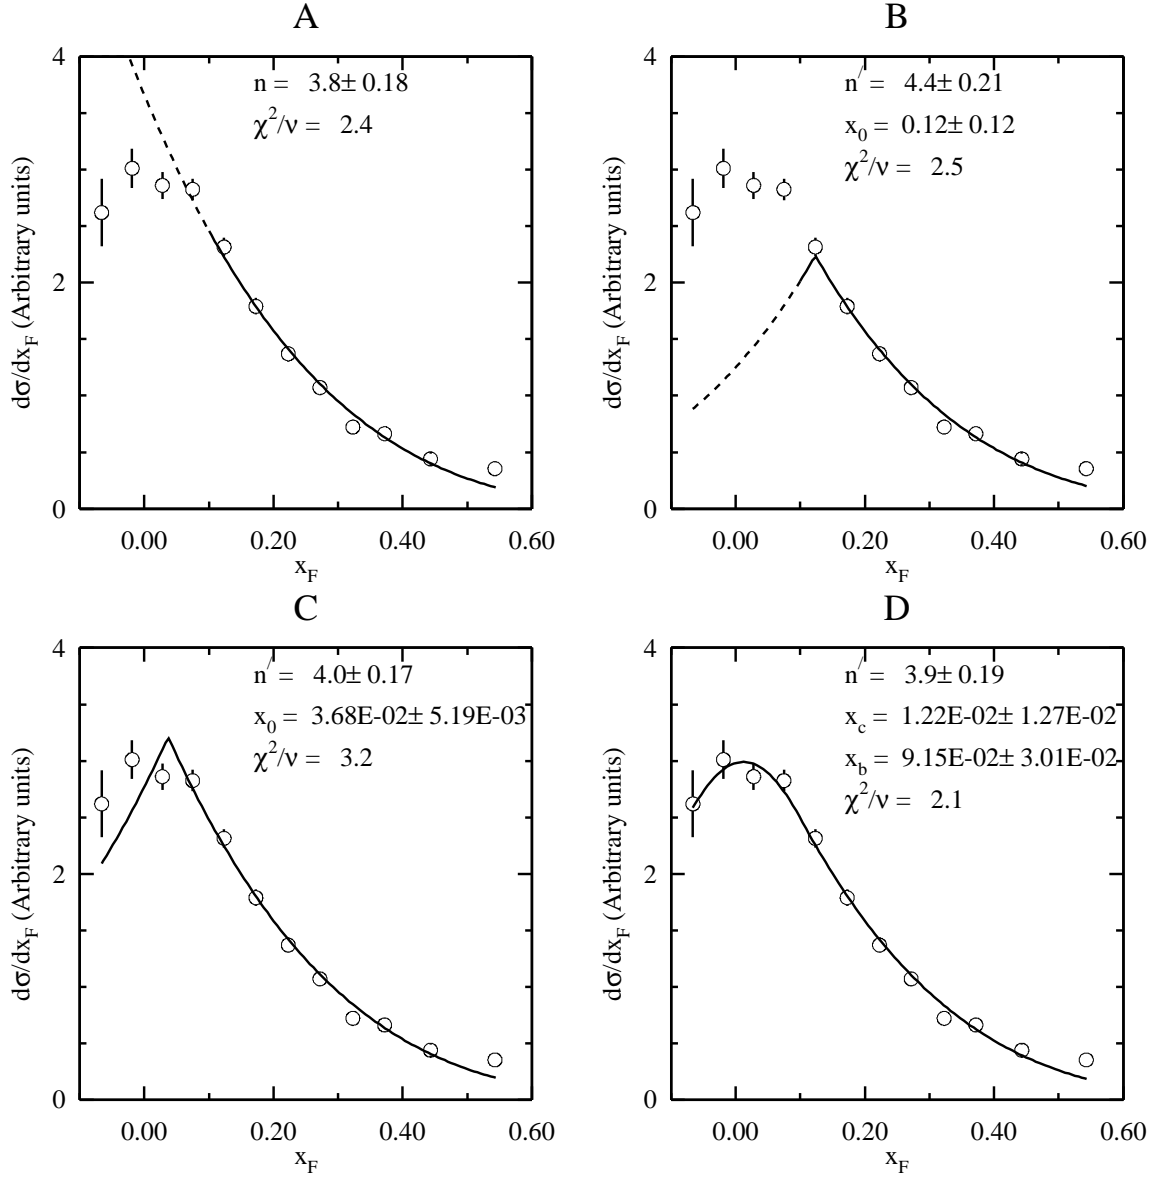 A
4
2
0
dσ/dx_F (Arbitrary units)
n = 3.8± 0.18
χ²/ν = 2.4
0.00 0.20 0.40 0.60
x_F
B
4
2
0
dσ/dx_F (Arbitrary units)
n′ = 4.4± 0.21
x₀ = 0.12± 0.12
χ²/ν = 2.5
0.00 0.20 0.40 0.60
x_F
C
4
2
0
dσ/dx_F (Arbitrary units)
n′ = 4.0± 0.17
x₀ = 3.68E-02± 5.19E-03
χ²/ν = 3.2
0.00 0.20 0.40 0.60
x_F
D
4
2
0
dσ/dx_F (Arbitrary units)
n′ = 3.9± 0.19
x_c = 1.22E-02± 1.27E-02
x_b = 9.15E-02± 3.01E-02
χ²/ν = 2.1
0.00 0.20 0.40 0.60
x_F